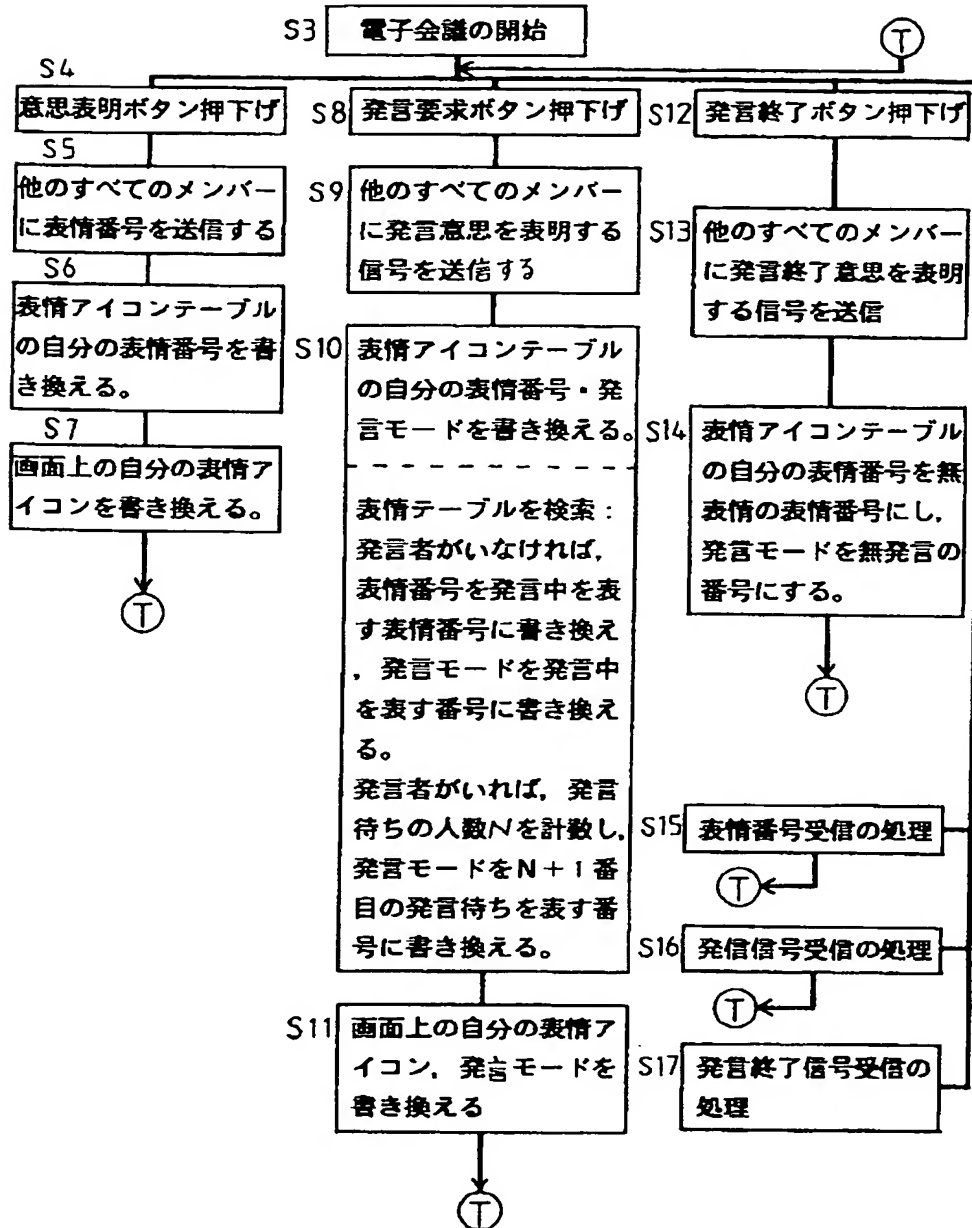 S3 電子会議の開始
T
S4
意思表明ボタン押下げ
S5
他のすべてのメンバー
に表情番号を送信する
S6
表情アイコンテーブル
の自分の表情番号を書
き換える。
S7
画面上の自分の表情ア
イコンを書き換える。
T
S8 発言要求ボタン押下げ
S9 他のすべてのメンバー
に発言意思を表明する
信号を送信する
S10 表情アイコンテーブル
の自分の表情番号・発
言モードを書き換える。
表情テーブルを検索:
発言者がいなければ,
表情番号を発言中を表
す表情番号に書き換え
,発言モードを発言中
を表す番号に書き換え
る。
発言者がいれば,発言
待ちの人数Nを計数し,
発言モードをN+1番
目の発言待ちを表す番
号に書き換える。
S11 画面上の自分の表情ア
イコン,発言モードを
書き換える
T
S12 発言終了ボタン押下げ
S13 他のすべてのメンバー
に発言終了意思を表明
する信号を送信
S14 表情アイコンテーブル
の自分の表情番号を無
表情の表情番号にし,
発言モードを無発言の
番号にする。
T
S15 表情番号受信の処理
T
S16 発信信号受信の処理
T
S17 発言終了信号受信の
処理